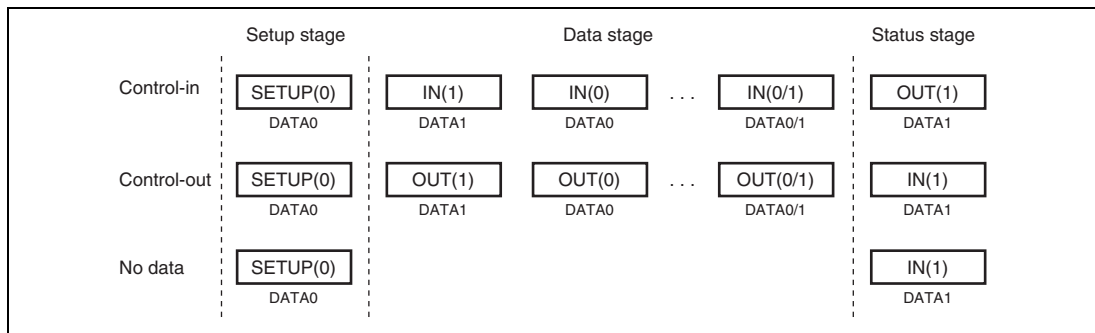 Setup stage Data stage Status stage
Control-in SETUP(0) IN(1) IN(0) . . . IN(0/1) OUT(1)
DATA0 DATA1 DATA0 DATA0/1 DATA1
Control-out SETUP(0) OUT(1) OUT(0) . . . OUT(0/1) IN(1)
DATA0 DATA1 DATA0 DATA0/1 DATA1
No data SETUP(0) IN(1)
DATA0 DATA1